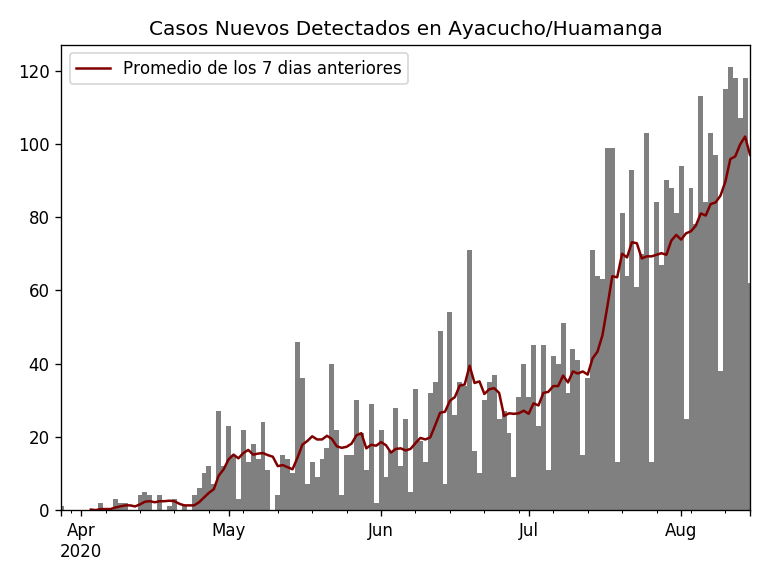 Casos Nuevos Detectados en Ayacucho/Huamanga
Promedio de los 7 dias anteriores
120
100
80
60
40
20
0
Apr May Jun Jul Aug
2020